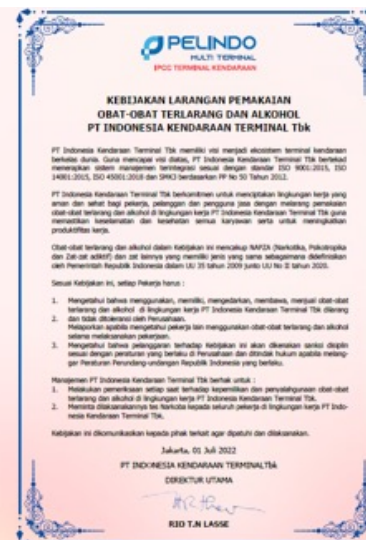 PELINDO
MULTI TERMINAL
IPCC TERMINAL KENDARAAN
KEBIJAKAN LARANGAN PEMAKAIAN
OBAT-OBAT TERLARANG DAN ALKOHOL
PT INDONESIA KENDARAAN TERMINAL Tbk
PT Indonesia Kendaraan Terminal Tbk memiliki visi menjadi ekosistem terminal kendaraan
berkelas dunia. Guna mencapai visi diatas, PT Indonesia Kendaraan Terminal Tbk bertekad
menerapkan sistem manajemen terintegrasi sesuai dengan standar ISO 9001:2015, ISO
14001:2015, ISO 45001:2018 dan SMK3 berdasarkan PP No 50 Tahun 2012.
PT Indonesia Kendaraan Terminal Tbk berkomitmen untuk menciptakan lingkungan kerja yang
aman dan sehat bagi pekerja, pelanggan dan pengguna jasa dengan melarang pemakaian
obat-obat terlarang dan alkohol di lingkungan kerja PT Indonesia Kendaraan Terminal Tbk guna
memastikan keselamatan dan kesehatan semua karyawan serta untuk meningkatkan
produktifitas kerja.
Obat-obat terlarang dan alkohol dalam Kebijakan ini mencakup NAPZA (Narkotika, Psikotropika
dan Zat-zat adiktif) dan zat lainnya yang memiliki jenis yang sama sebagaimana didefinisikan
oleh Pemerintah Republik Indonesia dalam UU 35 tahun 2009 junto UU No II tahun 2020.
Sesuai Kebijakan ini, setiap Pekerja harus :
1. Mengetahui bahwa menggunakan, memiliki, mengedarkan, membawa, menjual obat-obat
terlarang dan alkohol di lingkungan kerja PT Indonesia Kendaraan Terminal Tbk dilarang
2. dan tidak ditoleransi oleh Perusahaan.
Melaporkan apabila mengetahui pekerja lain menggunakan obat-obat terlarang dan alkohol
selama melaksanakan pekerjaan.
3. Mengetahui bahwa pelanggaran terhadap Kebijakan ini akan dikenakan sanksi disiplin
sesuai dengan peraturan yang berlaku di Perusahaan dan ditindak hukum apabila melang-
gar Peraturan Perundang-undangan Republik Indonesia yang berlaku.
Manajemen PT Indonesia Kendaraan Terminal Tbk berhak untuk :
1. Melakukan pemeriksaan setiap saat terhadap kepemilikan dan penyalahgunaan obat-obat
terlarang dan alkohol di lingkungan kerja PT Indonesia Kendaraan Terminal Tbk.
2. Meminta dilaksanakannya tes Narkoba kepada seluruh pekerja di lingkungan kerja PT Indo-
nesia Kendaraan Terminal Tbk.
Kebijakan ini dikomunikasikan kepada pihak terkait agar dipatuhi dan dilaksanakan.
Jakarta, 01 Juli 2022
PT INDONESIA KENDARAAN TERMINALTbk
DIREKTUR UTAMA
RIO T.N LASSE